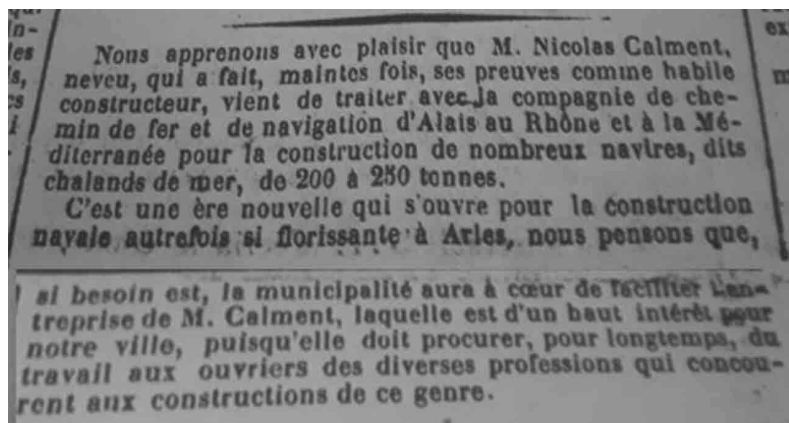 Nous apprenons avec plaisir que M. Nicolas Calment,
neveu, qui a fait, maintes fois, ses preuves comme habile
constructeur, vient de traiter avec la compagnie de che-
min de fer et de navigation d'Alais au Rhône et à la Mé-
diterranée pour la construction de nombreux navires, dits
chalands de mer, de 200 à 250 tonnes.
C'est une ère nouvelle qui s'ouvre pour la construction
navale autrefois si florissante à Arles, nous pensons que,
si besoin est, la municipalité aura à cœur de faciliter l'en-
treprise de M. Calment, laquelle est d'un haut intérêt pour
notre ville, puisqu'elle doit procurer, pour longtemps, du
travail aux ouvriers des diverses professions qui concou-
rent aux constructions de ce genre.